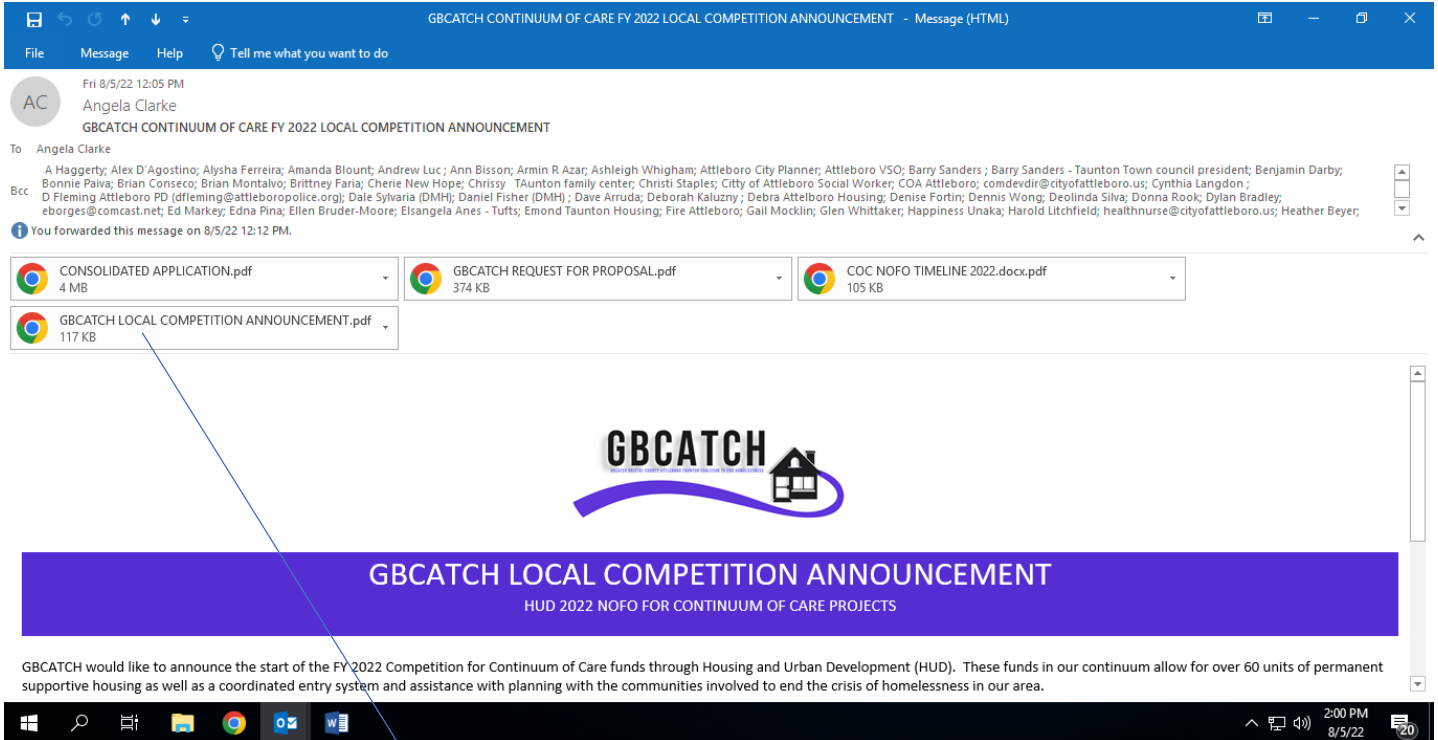 GBCATCH CONTINUUM OF CARE FY 2022 LOCAL COMPETITION ANNOUNCEMENT - Message (HTML)
File Message Help Tell me what you want to do
Fri 8/5/22 12:05 PM
AC
Angela Clarke
GBCATCH CONTINUUM OF CARE FY 2022 LOCAL COMPETITION ANNOUNCEMENT
To Angela Clarke
Bcc
A Haggerty; Alex D'Agostino; Alysha Ferreira; Amanda Blount; Andrew Luc ; Ann Bisson; Armin R Azar; Ashleigh Whigham; Attleboro City Planner; Attleboro VSO; Barry Sanders ; Barry Sanders - Taunton Town council president; Benjamin Darby;
Bonnie Paiva; Brian Conseco; Brian Montalvo; Brittney Faria; Cherie New Hope; Chrissy TAunton family center; Christi Staples; Citty of Attleboro Social Worker; COA Attleboro; comdevdir@cityofattleboro.us; Cynthia Langdon ;
D Fleming Attleboro PD (dfleming@attleboropolice.org); Dale Sylvaria (DMH); Daniel Fisher (DMH) ; Dave Arruda; Deborah Kaluzny ; Debra Attelboro Housing; Denise Fortin; Dennis Wong; Deolinda Silva; Donna Rook; Dylan Bradley;
eborges@comcast.net; Ed Markey; Edna Pina; Ellen Bruder-Moore; Elsangela Anes - Tufts; Emond Taunton Housing; Fire Attleboro; Gail Mocklin; Glen Whittaker; Happiness Unaka; Harold Litchfield; healthnurse@cityofattleboro.us; Heather Beyer;
You forwarded this message on 8/5/22 12:12 PM.
CONSOLIDATED APPLICATION.pdf
4 MB
GBCATCH REQUEST FOR PROPOSAL.pdf
374 KB
COC NOFO TIMELINE 2022.docx.pdf
105 KB
GBCATCH LOCAL COMPETITION ANNOUNCEMENT.pdf
117 KB
GBCATCH
GBCATCH LOCAL COMPETITION ANNOUNCEMENT
HUD 2022 NOFO FOR CONTINUUM OF CARE PROJECTS
GBCATCH would like to announce the start of the FY 2022 Competition for Continuum of Care funds through Housing and Urban Development (HUD). These funds in our continuum allow for over 60 units of permanent
supportive housing as well as a coordinated entry system and assistance with planning with the communities involved to end the crisis of homelessness in our area.
2:00 PM
8/5/22
20